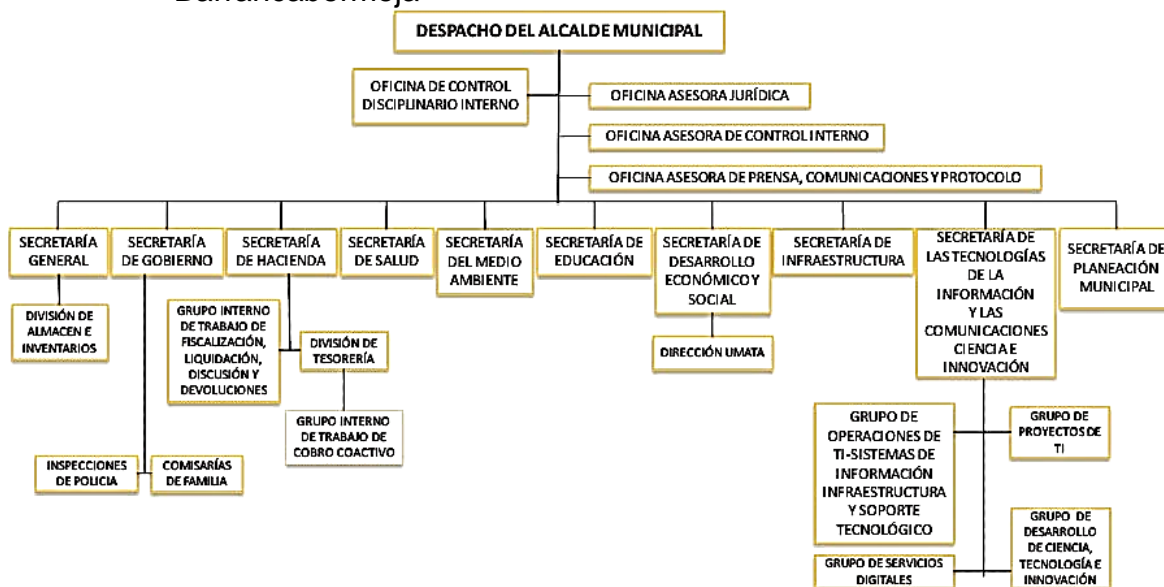 Barrancabermeja
DESPACHO DEL ALCALDE MUNICIPAL
OFICINA DE CONTROL
DISCIPLINARIO INTERNO
OFICINA ASESORA JURÍDICA
OFICINA ASESORA DE CONTROL INTERNO
OFICINA ASESORA DE PRENSA, COMUNICACIONES Y PROTOCOLO
SECRETARÍA
GENERAL
SECRETARÍA
DE GOBIERNO
SECRETARÍA
DE HACIENDA
SECRETARÍA
DE SALUD
SECRETARÍA
DEL MEDIO
AMBIENTE
SECRETARÍA DE
EDUCACIÓN
SECRETARÍA DE
DESARROLLO
ECONÓMICO Y
SOCIAL
SECRETARÍA DE
INFRAESTRUCTURA
SECRETARÍA DE
LAS TECNOLOGÍAS
DE LA
INFORMACIÓN
Y LAS
COMUNICACIONES
CIENCIA E
INNOVACIÓN
SECRETARÍA DE
PLANEACIÓN
MUNICIPAL
DIVISIÓN DE
ALMACEN E
INVENTARIOS
GRUPO INTERNO
DE TRABAJO DE
FISCALIZACIÓN,
LIQUIDACIÓN,
DISCUSIÓN Y
DEVOLUCIONES
DIVISIÓN DE
TESORERÍA
DIRECCIÓN UMATA
GRUPO INTERNO
DE TRABAJO DE
COBRO COACTIVO
INSPECCIONES
DE POLICIA
COMISARÍAS
DE FAMILIA
GRUPO DE
OPERACIONES DE
TI-SISTEMAS DE
INFORMACIÓN
INFRAESTRUCTURA
Y SOPORTE
TECNOLÓGICO
GRUPO DE
PROYECTOS DE
TI
GRUPO DE SERVICIOS
DIGITALES
GRUPO DE
DESARROLLO
DE CIENCIA,
TECNOLOGÍA E
INNOVACIÓN